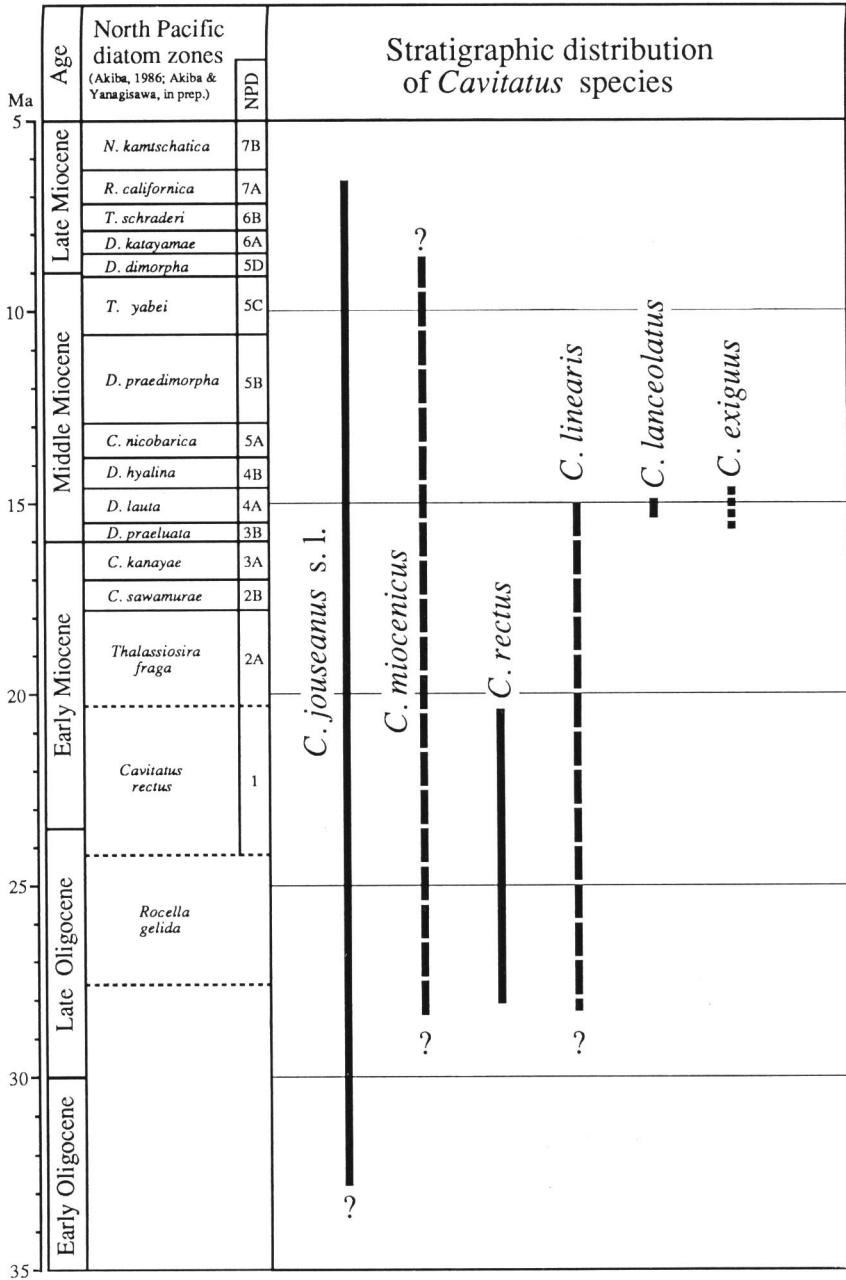 Ma
Age
North Pacific
diatom zones
(Akiba, 1986; Akiba &
Yanagisawa, in prep.)
NPD
Stratigraphic distribution
of Cavitatus species
5
10
15
20
25
30
35
Late Miocene
Middle Miocene
Early Miocene
Late Oligocene
Early Oligocene
N. kamtschatica 7B
R. californica 7A
T. schraderi 6B
D. katayamae 6A
D. dimorpha 5D
T. yabei 5C
D. praedimorpha 5B
C. nicobarica 5A
D. hyalina 4B
D. lauta 4A
D. praeluata 3B
C. kanayae 3A
C. sawamurae 2B
Thalassiosira
fraga
2A
Cavitatus
rectus
1
Rocella
gelida
C. jouseanus s. l.
?
?
C. miocenicus
?
C. rectus
C. linearis
?
C. lanceolatus
C. exiguus